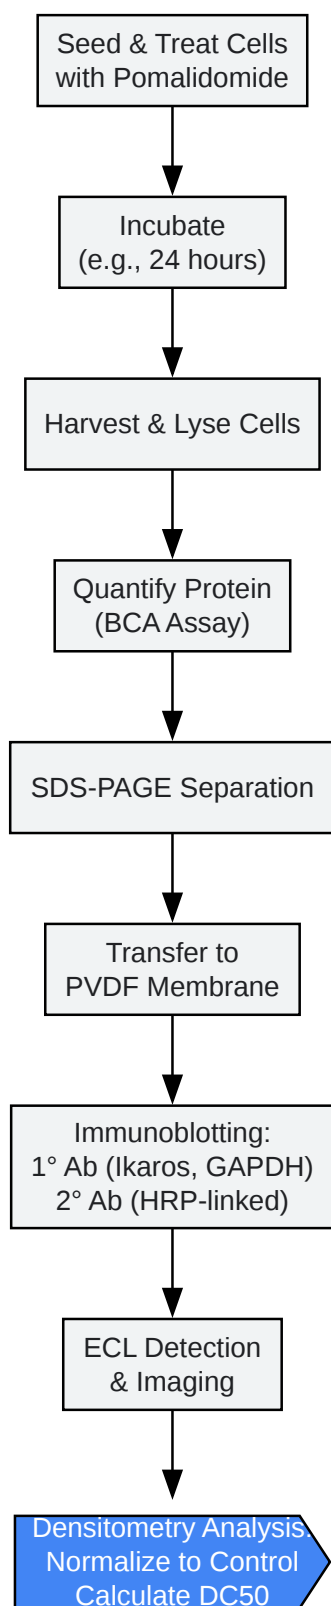 Seed & Treat Cells
with Pomalidomide
Incubate
(e.g., 24 hours)
Harvest & Lyse Cells
Quantify Protein
(BCA Assay)
SDS-PAGE Separation
Transfer to
PVDF Membrane
Immunoblotting:
1° Ab (Ikaros, GAPDH)
2° Ab (HRP-linked)
ECL Detection
& Imaging
Densitometry Analysis:
Normalize to Control
Calculate DC50